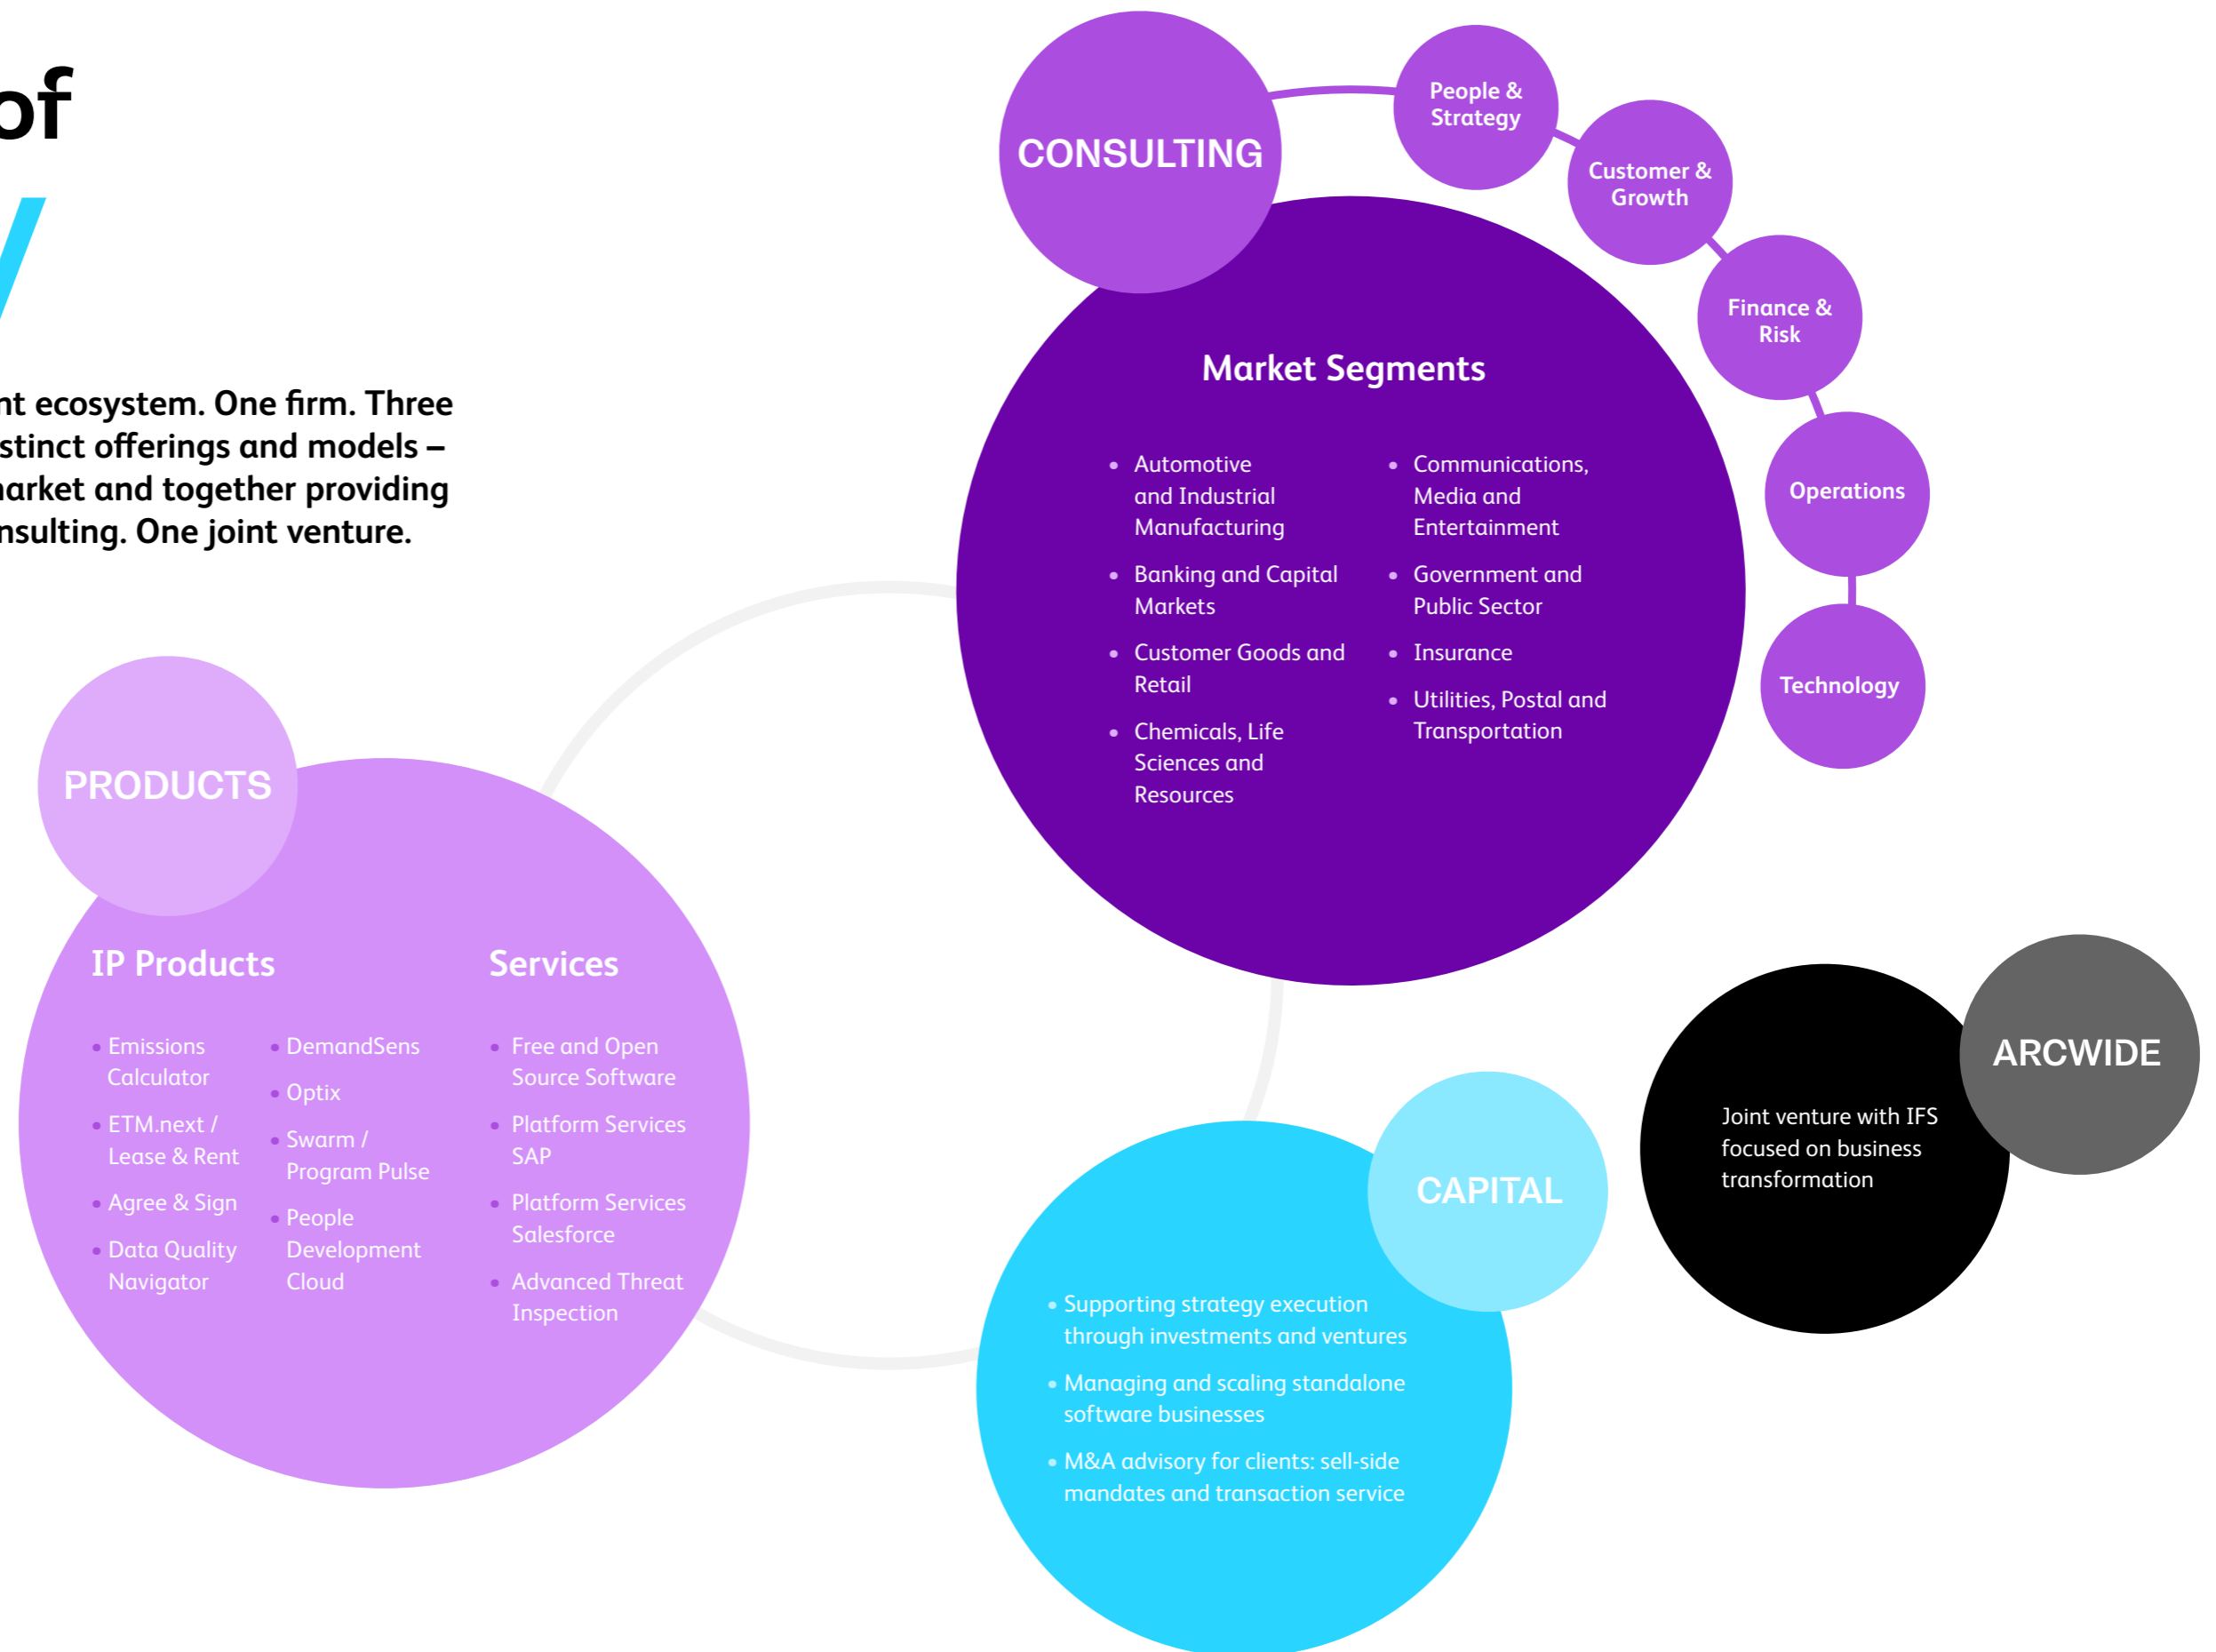 of
nt ecosystem. One firm. Three
stinct offerings and models –
narket and together providing
nsulting. One joint venture.
CONSULTING
People &
Strategy
Customer &
Growth
Finance &
Risk
Operations
Technology
Market Segments
• Automotive
and Industrial
Manufacturing
• Banking and Capital
Markets
• Customer Goods and
Retail
• Chemicals, Life
Sciences and
Resources
• Communications,
Media and
Entertainment
• Government and
Public Sector
• Insurance
• Utilities, Postal and
Transportation
PRODUCTS
IP Products
• Emissions
Calculator
• ETM.next /
Lease & Rent
• Agree & Sign
• Data Quality
Navigator
• DemandSens
• Optix
• Swarm /
Program Pulse
• People
Development
Cloud
Services
• Free and Open
Source Software
• Platform Services
SAP
• Platform Services
Salesforce
• Advanced Threat
Inspection
CAPITAL
• Supporting strategy execution
through investments and ventures
• Managing and scaling standalone
software businesses
• M&A advisory for clients: sell-side
mandates and transaction service
ARCWIDE
Joint venture with IFS
focused on business
transformation